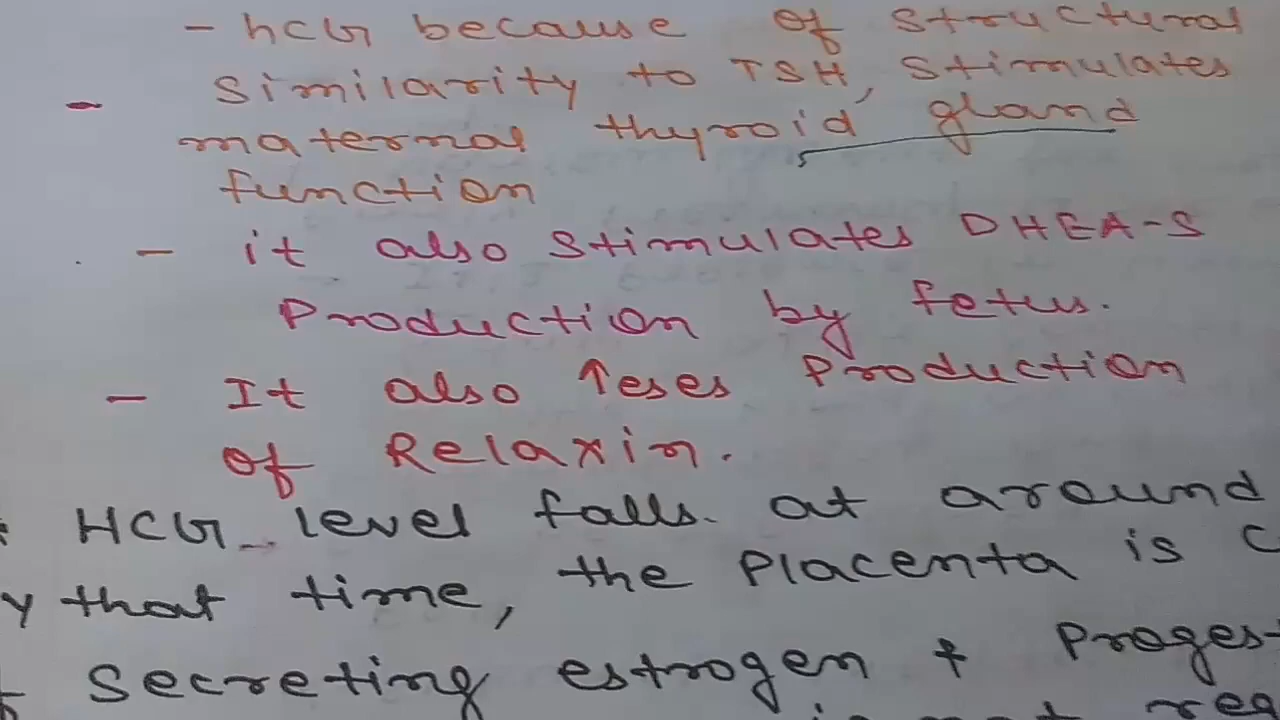 - hCG because of structural
similarity to TSH, stimulates
maternal thyroid gland
function
- it also stimulates DHEA-S
Production by fetus.
- It also ↑eses Production
of Relaxin.
HCG level falls. at around
y that time, the Placenta is C
secreting estrogen + Proges